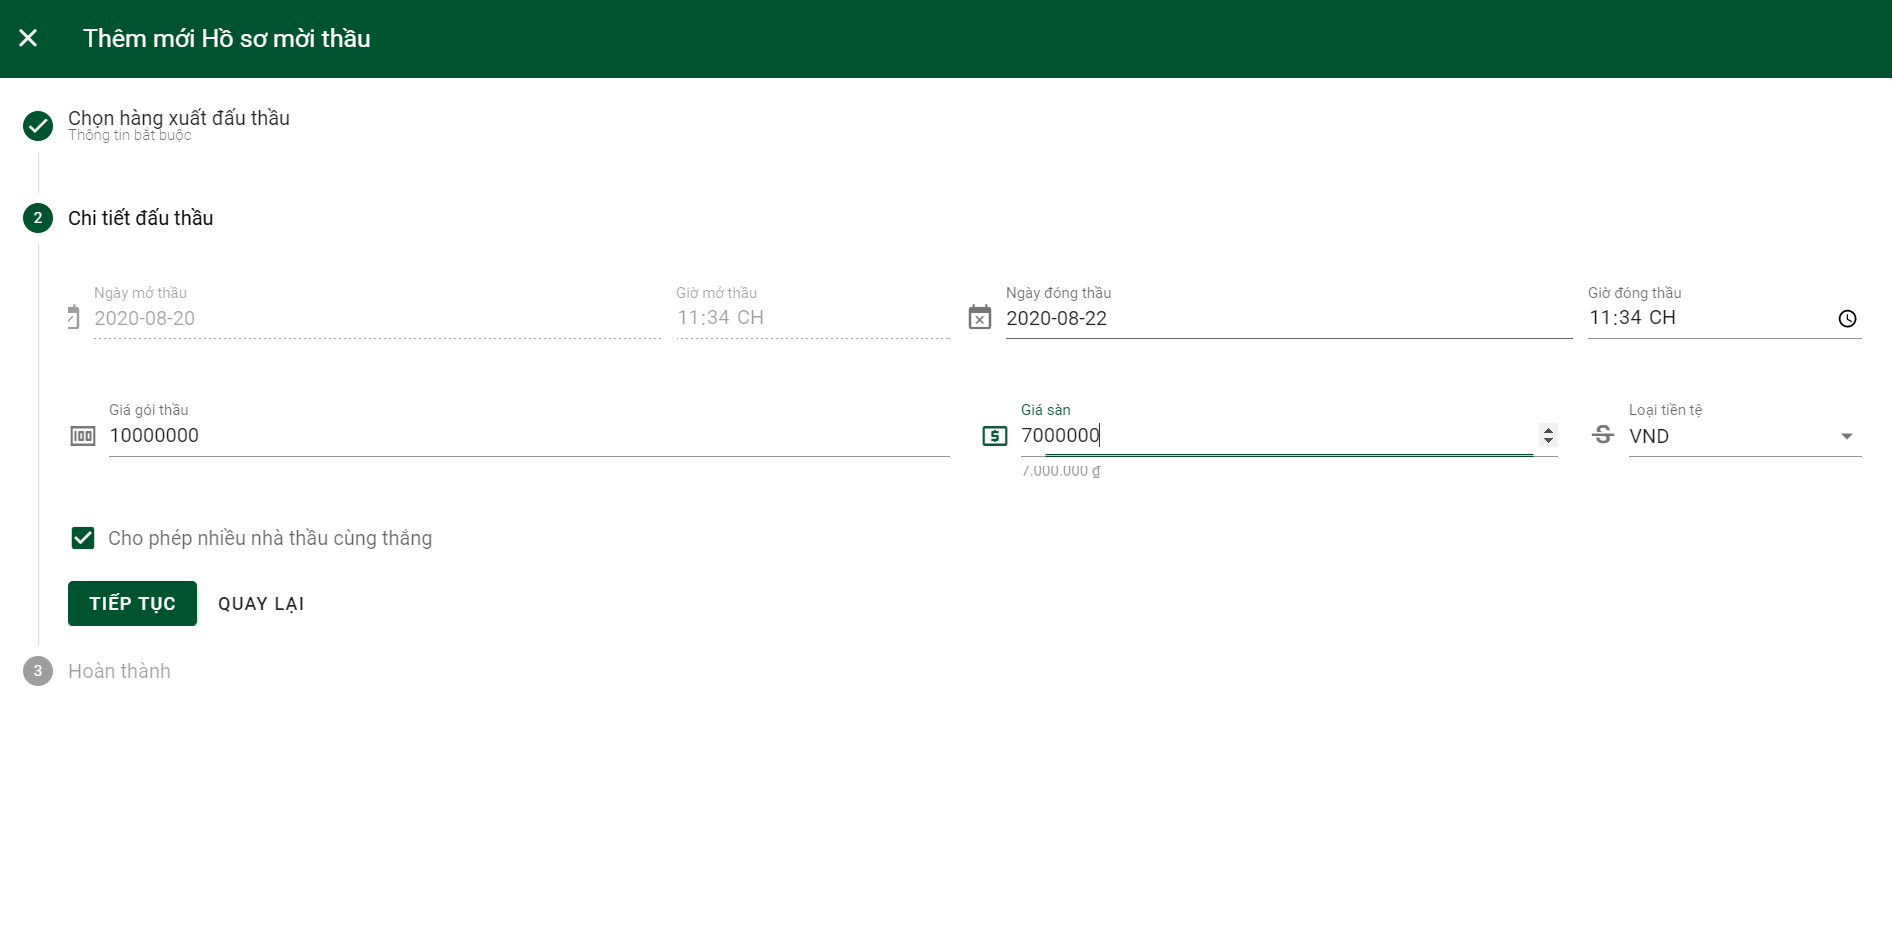 Thêm mới Hồ sơ mời thầu
Chọn hàng xuất đấu thầu
Thông tin bắt buộc
2 Chi tiết đấu thầu
Ngày mở thầu Giờ mở thầu Ngày đóng thầu Giờ đóng thầu
2020-08-20 11:34 CH 2020-08-22 11:34 CH
Giá gói thầu Giá sàn Loại tiền tệ
10000000 7000000 VND
7.000.000 ₫
Cho phép nhiều nhà thầu cùng thắng
TIẾP TỤC QUAY LẠI
3 Hoàn thành